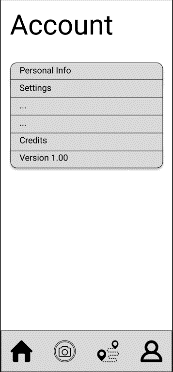 Account
Personal Info
Settings
...
...
Credits
Version 1.00